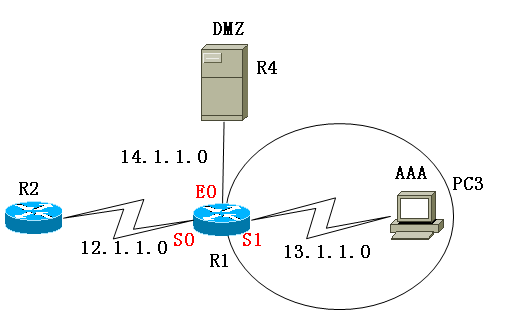 DMZ
R4
14.1.1.0
AAA
PC3
R2
E0
12.1.1.0
S0
S1
13.1.1.0
R1